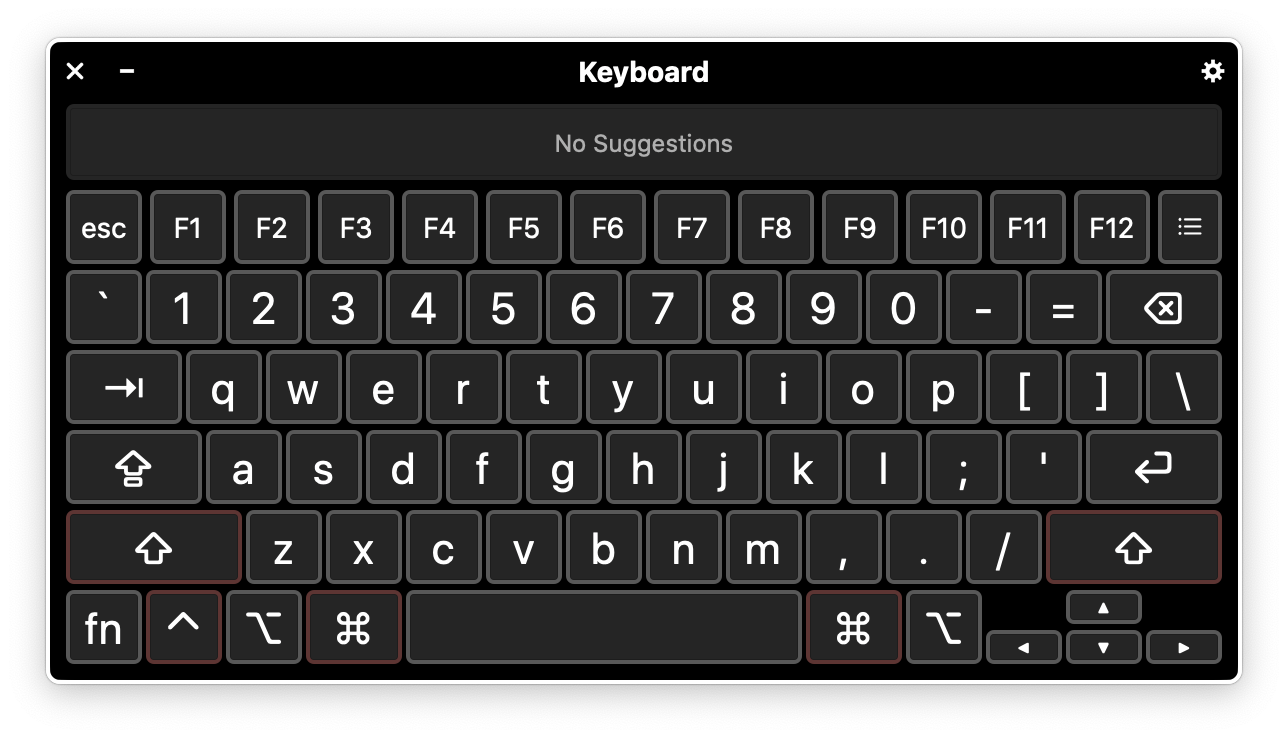 Keyboard
No Suggestions
esc F1 F2 F3 F4 F5 F6 F7 F8 F9 F10 F11 F12
` 1 2 3 4 5 6 7 8 9 0 - =
q w e r t y u i o p [ ] \
a s d f g h j k l ; '
z x c v b n m , . /
fn ^ ⌥ ⌘ ⌘ ⌥